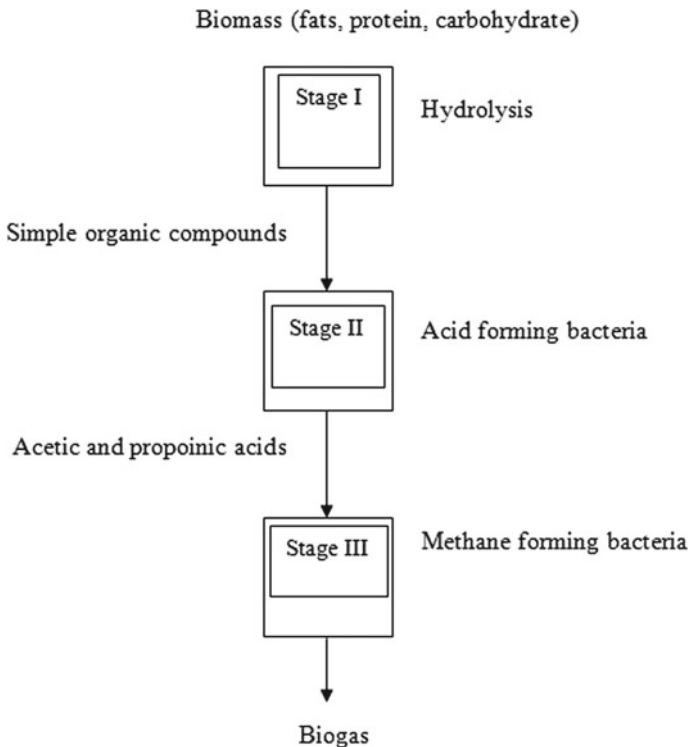 Biomass (fats, protein, carbohydrate)
Stage I
Hydrolysis
Simple organic compounds
Stage II
Acid forming bacteria
Acetic and propoinic acids
Stage III
Methane forming bacteria
Biogas